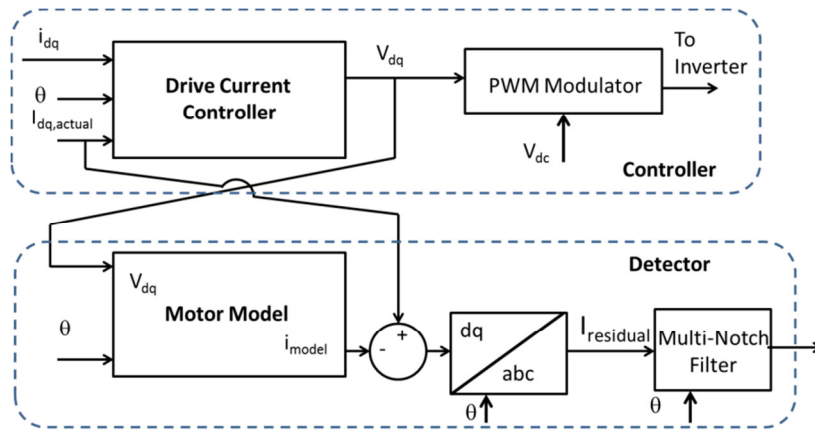 i_dq
θ
I_dq,actual
Drive Current
Controller
V_dq
PWM Modulator
To
Inverter
V_dc
Controller
Detector
V_dq
θ
Motor Model
i_model
+
-
dq
abc
θ
I_residual
Multi-Notch
Filter
θ